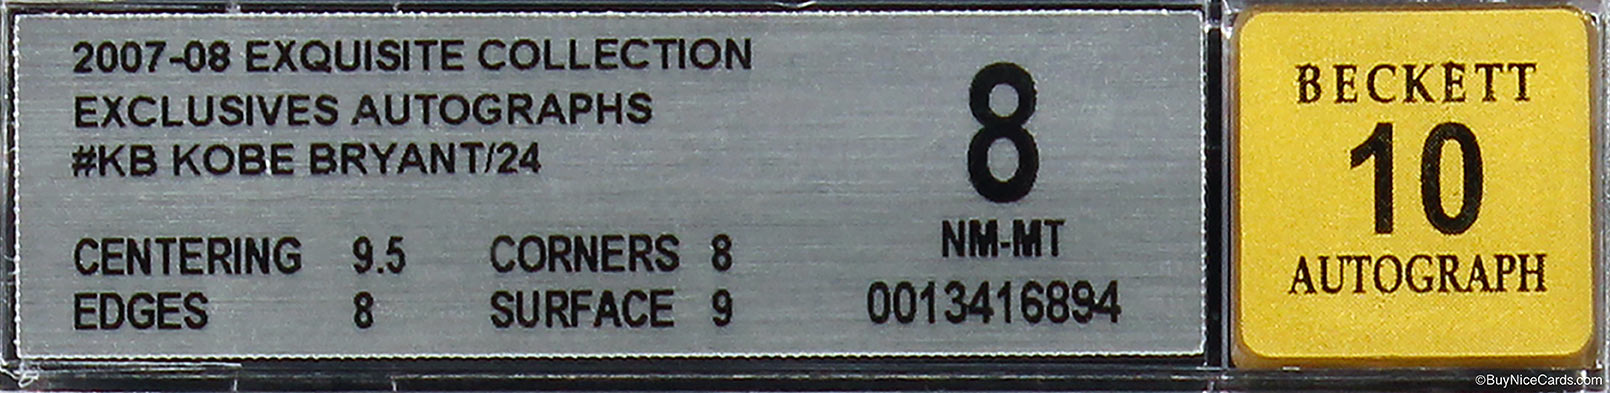 2007-08 EXQUISITE COLLECTION
EXCLUSIVES AUTOGRAPHS
#KB KOBE BRYANT/24
CENTERING 9.5 CORNERS 8
EDGES 8 SURFACE 9
8
NM-MT
0013416894
BECKETT
10
AUTOGRAPH
©BuyNiceCards.com